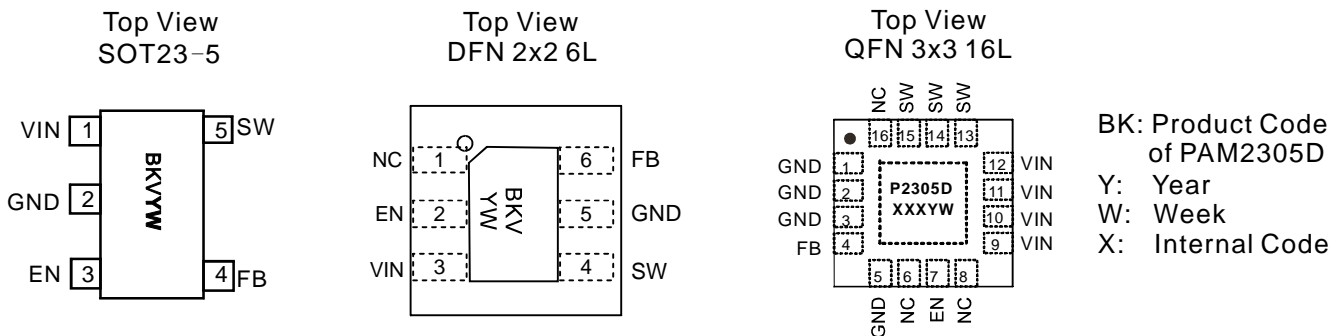 Top View
SOT23-5
VIN 1
5 SW
GND 2
EN 3
4 FB
BKVYW
Top View
DFN 2x2 6L
NC 1
6 FB
EN 2
5 GND
VIN 3
4 SW
BKV
YW
Top View
QFN 3x3 16L
NC SW SW SW
16 15 14 13
GND 1
12 VIN
GND 2
11 VIN
GND 3
10 VIN
FB 4
9 VIN
P2305D
XXXYW
5 6 7 8
GND NC EN NC
BK: Product Code
of PAM2305D
Y: Year
W: Week
X: Internal Code